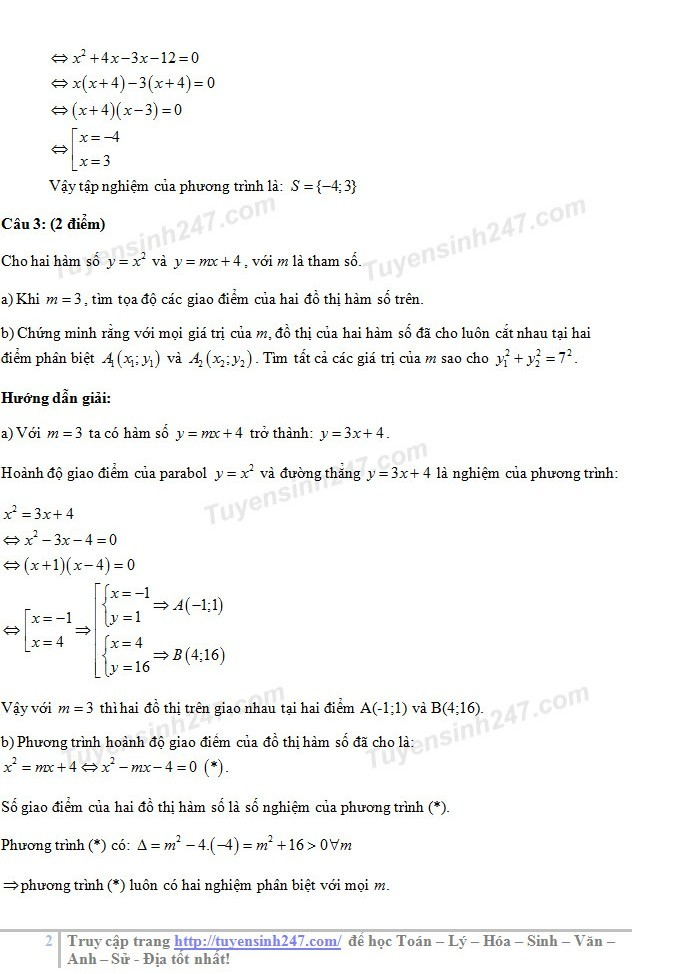 ⇔ x² + 4x − 3x − 12 = 0
⇔ x(x + 4) − 3(x + 4) = 0
⇔ (x + 4)(x − 3) = 0
⇔ [x = −4
x = 3
Vậy tập nghiệm của phương trình là: S = {−4; 3}
Câu 3: (2 điểm)
Cho hai hàm số y = x² và y = mx + 4, với m là tham số.
a) Khi m = 3, tìm tọa độ các giao điểm của hai đồ thị hàm số trên.
b) Chứng minh rằng với mọi giá trị của m, đồ thị của hai hàm số đã cho luôn cắt nhau tại hai
điểm phân biệt A₁(x₁; y₁) và A₂(x₂; y₂). Tìm tất cả các giá trị của m sao cho y₁² + y₂² = 7².
Hướng dẫn giải:
a) Với m = 3 ta có hàm số y = mx + 4 trở thành: y = 3x + 4.
Hoành độ giao điểm của parabol y = x² và đường thẳng y = 3x + 4 là nghiệm của phương trình:
x² = 3x + 4
⇔ x² − 3x − 4 = 0
⇔ (x + 1)(x − 4) = 0
⇔ [x = −1 ⇒ [{x = −1
x = 4 y = 1 ⇒ A(−1;1)
{x = 4
y = 16 ⇒ B(4;16)
Vậy với m = 3 thì hai đồ thị trên giao nhau tại hai điểm A(-1;1) và B(4;16).
b) Phương trình hoành độ giao điểm của đồ thị hàm số đã cho là:
x² = mx + 4 ⇔ x² − mx − 4 = 0 (*).
Số giao điểm của hai đồ thị hàm số là số nghiệm của phương trình (*).
Phương trình (*) có: Δ = m² − 4.(−4) = m² + 16 > 0∀m
⇒ phương trình (*) luôn có hai nghiệm phân biệt với mọi m.
2 Truy cập trang http://tuyensinh247.com/ để học Toán – Lý – Hóa – Sinh – Văn –
Anh – Sử - Địa tốt nhất!
Tuyensinh247.com
Tuyensinh247.com
Tuyensinh247.com
Tuyensinh247.com
Tuyensinh247.com